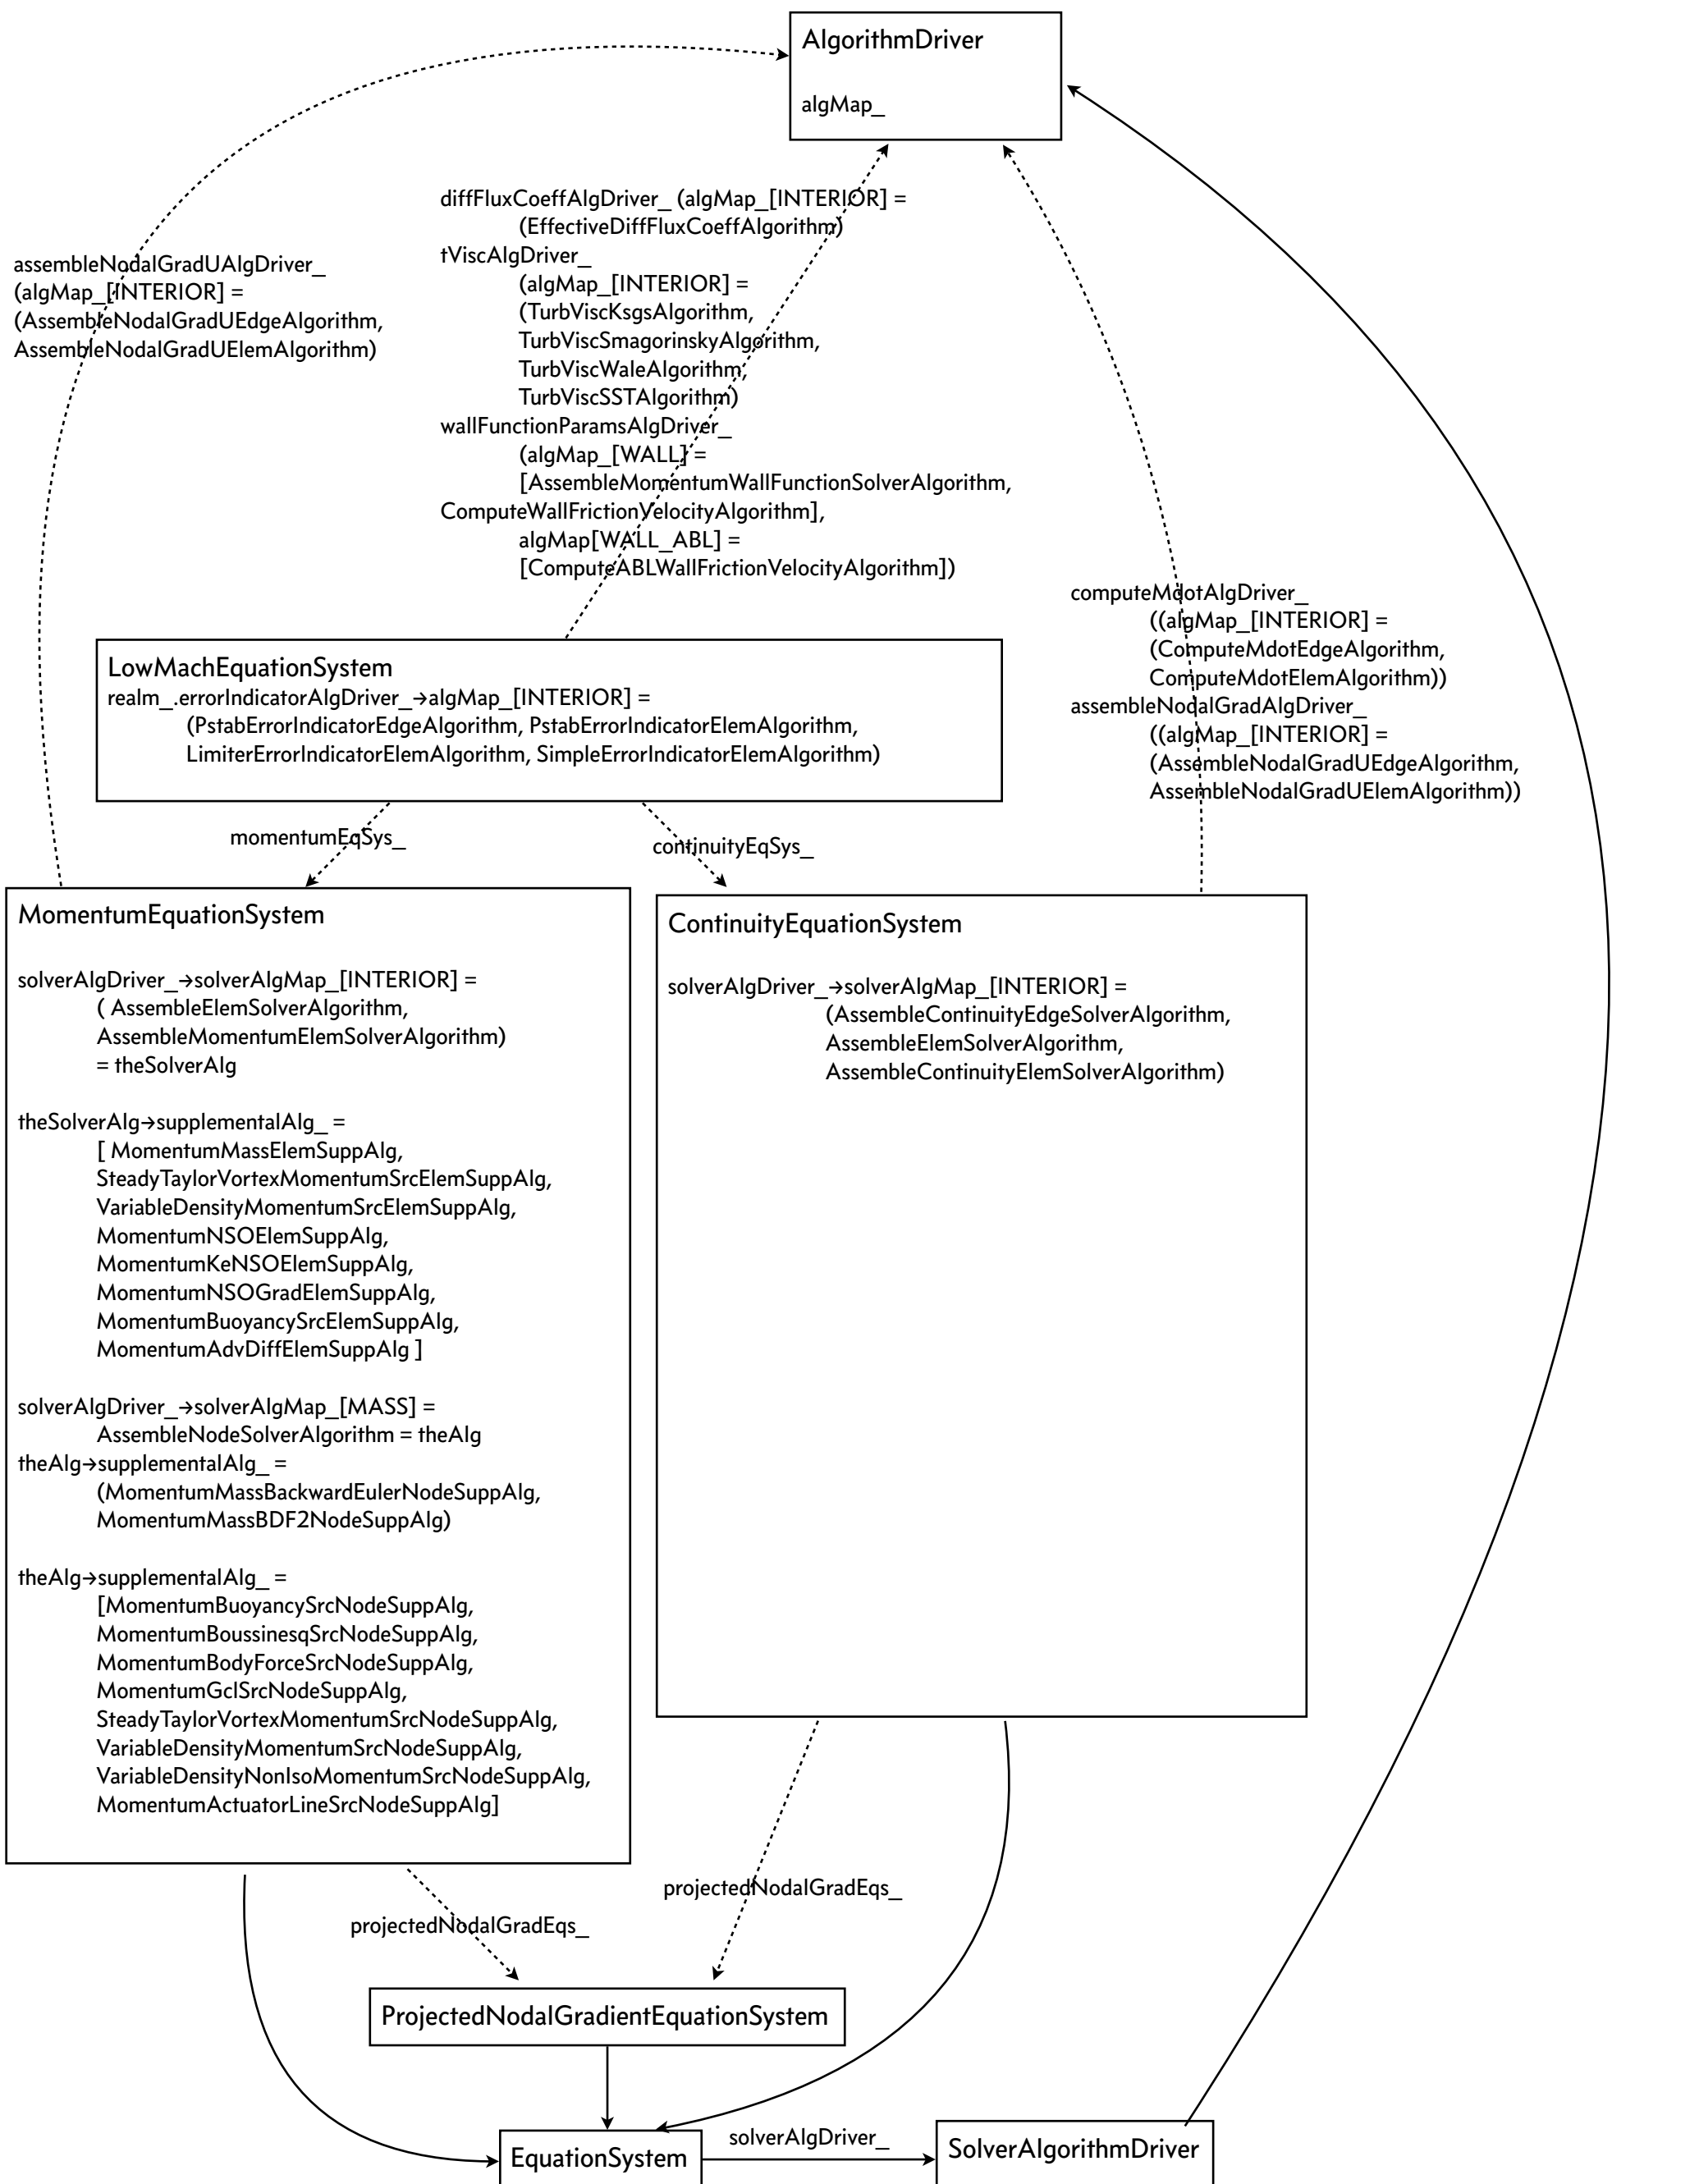 AlgorithmDriver
algMap_
diffFluxCoeffAlgDriver_ (algMap_[INTERIOR] =
(EffectiveDiffFluxCoeffAlgorithm)
tViscAlgDriver_
(algMap_[INTERIOR] =
(TurbViscKsgsAlgorithm,
TurbViscSmagorinskyAlgorithm,
TurbViscWaleAlgorithm,
TurbViscSSTAlgorithm)
wallFunctionParamsAlgDriver_
(algMap_[WALL] =
[AssembleMomentumWallFunctionSolverAlgorithm,
ComputeWallFrictionVelocityAlgorithm],
algMap[WALL_ABL] =
[ComputeABLWallFrictionVelocityAlgorithm])
assembleNodalGradUAlgDriver_
(algMap_[INTERIOR] =
(AssembleNodalGradUEdgeAlgorithm,
AssembleNodalGradUElemAlgorithm)
computeMdotAlgDriver_
((algMap_[INTERIOR] =
(ComputeMdotEdgeAlgorithm,
ComputeMdotElemAlgorithm))
assembleNodalGradAlgDriver_
((algMap_[INTERIOR] =
(AssembleNodalGradUEdgeAlgorithm,
AssembleNodalGradUElemAlgorithm))
LowMachEquationSystem
realm_.errorIndicatorAlgDriver_→algMap_[INTERIOR] =
(PstabErrorIndicatorEdgeAlgorithm, PstabErrorIndicatorElemAlgorithm,
LimiterErrorIndicatorElemAlgorithm, SimpleErrorIndicatorElemAlgorithm)
momentumEqSys_
continuityEqSys_
MomentumEquationSystem
solverAlgDriver_→solverAlgMap_[INTERIOR] =
( AssembleElemSolverAlgorithm,
AssembleMomentumElemSolverAlgorithm)
= theSolverAlg
theSolverAlg→supplementalAlg_ =
[ MomentumMassElemSuppAlg,
SteadyTaylorVortexMomentumSrcElemSuppAlg,
VariableDensityMomentumSrcElemSuppAlg,
MomentumNSOElemSuppAlg,
MomentumKeNSOElemSuppAlg,
MomentumNSOGradElemSuppAlg,
MomentumBuoyancySrcElemSuppAlg,
MomentumAdvDiffElemSuppAlg ]
solverAlgDriver_→solverAlgMap_[MASS] =
AssembleNodeSolverAlgorithm = theAlg
theAlg→supplementalAlg_ =
(MomentumMassBackwardEulerNodeSuppAlg,
MomentumMassBDF2NodeSuppAlg)
theAlg→supplementalAlg_ =
[MomentumBuoyancySrcNodeSuppAlg,
MomentumBoussinesqSrcNodeSuppAlg,
MomentumBodyForceSrcNodeSuppAlg,
MomentumGclSrcNodeSuppAlg,
SteadyTaylorVortexMomentumSrcNodeSuppAlg,
VariableDensityMomentumSrcNodeSuppAlg,
VariableDensityNonIsoMomentumSrcNodeSuppAlg,
MomentumActuatorLineSrcNodeSuppAlg]
ContinuityEquationSystem
solverAlgDriver_→solverAlgMap_[INTERIOR] =
(AssembleContinuityEdgeSolverAlgorithm,
AssembleElemSolverAlgorithm,
AssembleContinuityElemSolverAlgorithm)
projectedNodalGradEqs_
projectedNodalGradEqs_
ProjectedNodalGradientEquationSystem
EquationSystem
solverAlgDriver_
SolverAlgorithmDriver